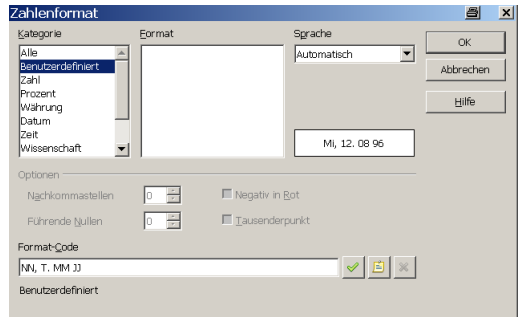 Zahlenformat
Kategorie
Format
Sprache
Alle
Benutzerdefiniert
Zahl
Prozent
Währung
Datum
Zeit
Wissenschaft
Automatisch
Mi, 12. 08 96
OK
Abbrechen
Hilfe
Optionen
Nachkommastellen
0
Negativ in Rot
Führende Nullen
0
Tausenderpunkt
Format-Code
NN, T. MM JJ
Benutzerdefiniert